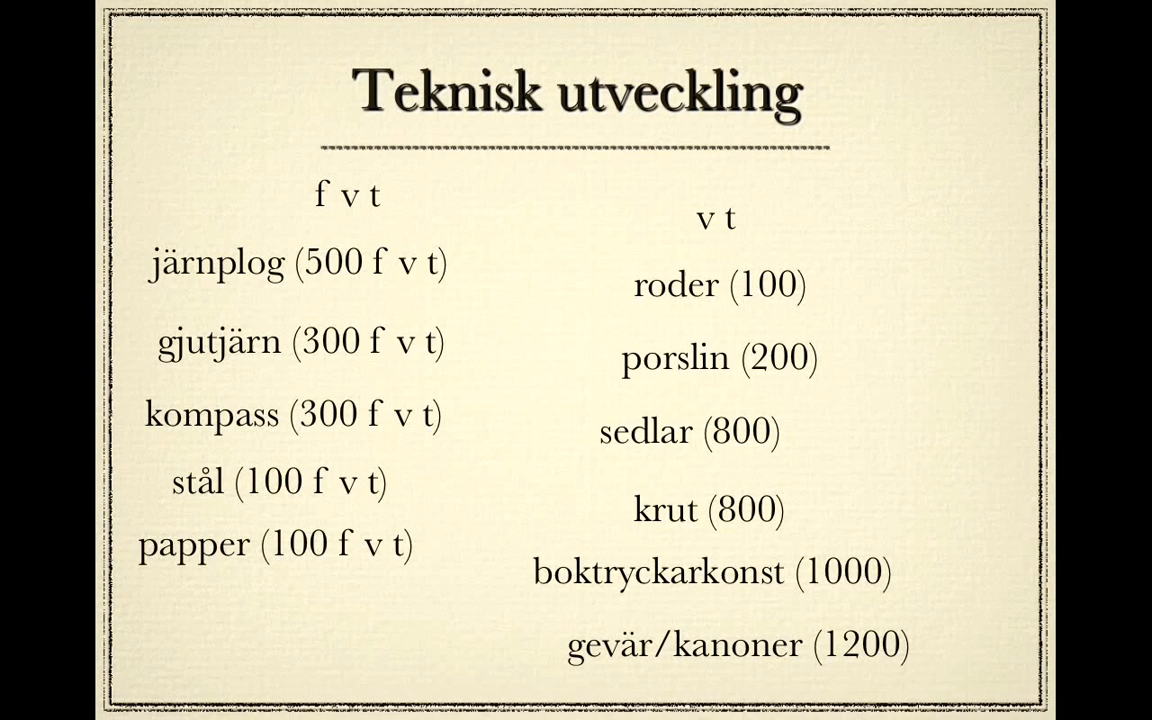 Teknisk utveckling
f v t
järnplog (500 f v t)
gjutjärn (300 f v t)
kompass (300 f v t)
stål (100 f v t)
papper (100 f v t)
v t
roder (100)
porslin (200)
sedlar (800)
krut (800)
boktryckarkonst (1000)
gevär/kanoner (1200)